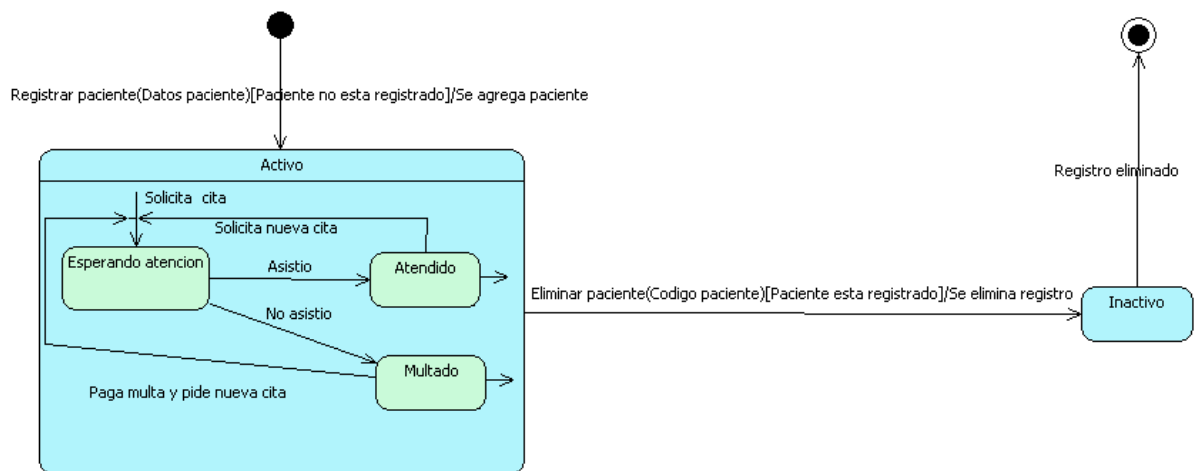 Registrar paciente(Datos paciente)[Paciente no esta registrado]/Se agrega paciente
Activo
Solicita cita
Solicita nueva cita
Esperando atencion
Asistio
Atendido
No asistio
Multado
Paga multa y pide nueva cita
Eliminar paciente(Codigo paciente)[Paciente esta registrado]/Se elimina registro
Registro eliminado
Inactivo